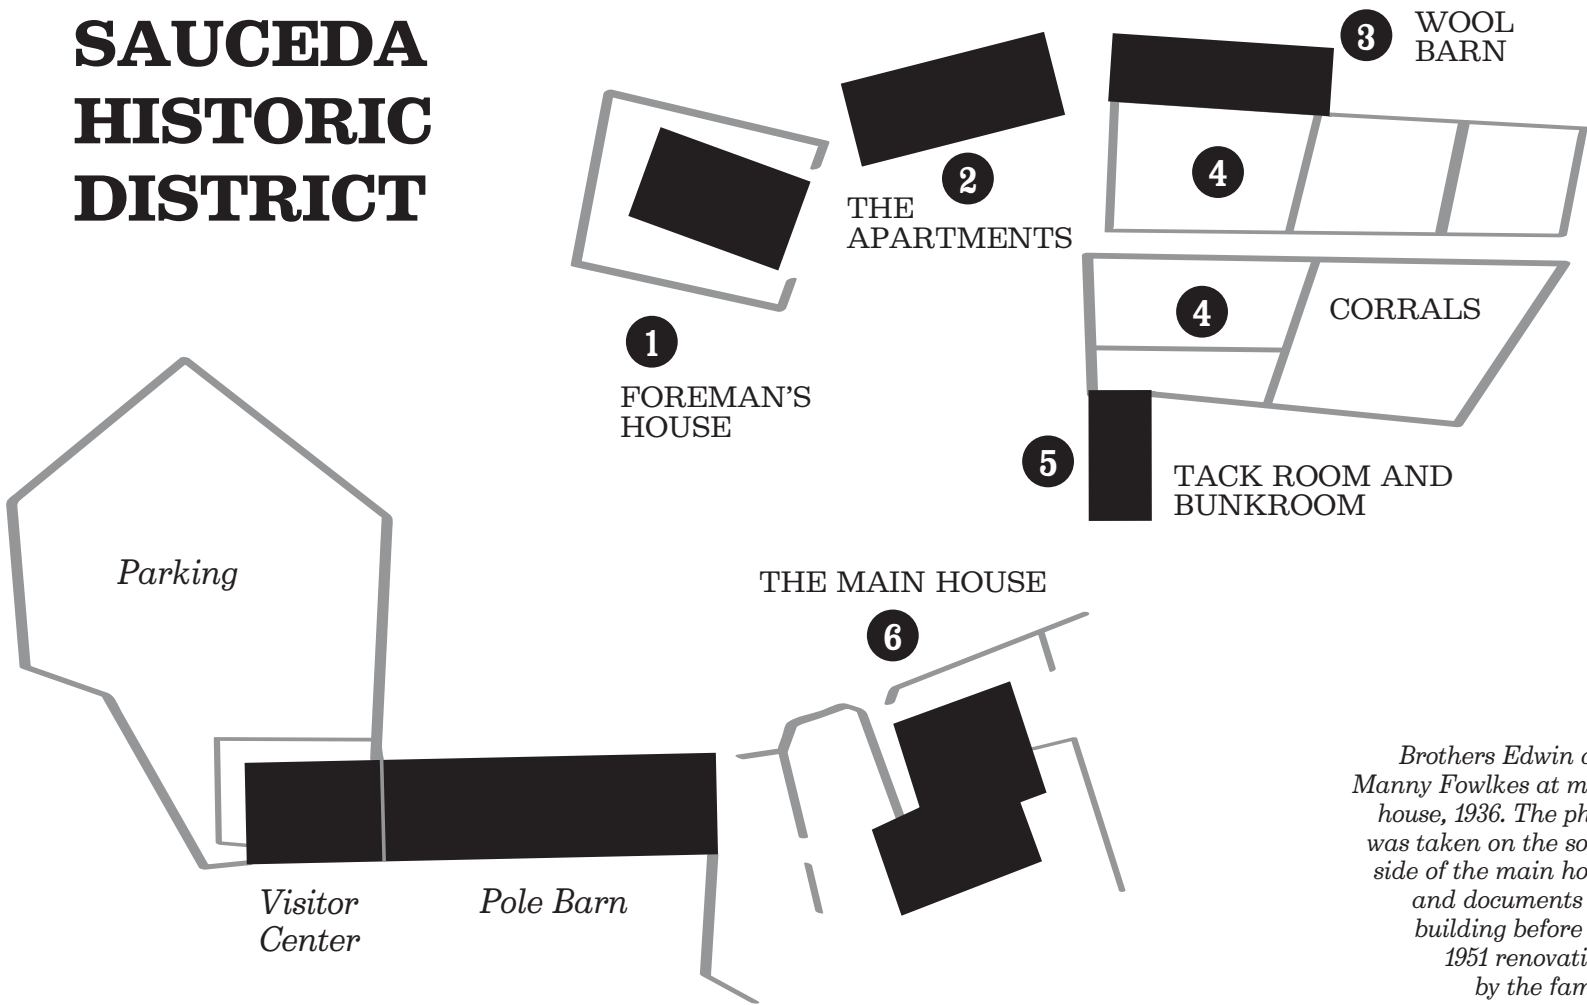 SAUCEDA
HISTORIC
DISTRICT
3
WOOL
BARN
2
THE
APARTMENTS
4
4
CORRALS
1
FOREMAN'S
HOUSE
5
TACK ROOM AND
BUNKROOM
Parking
THE MAIN HOUSE
6
Visitor
Center
Pole Barn
Brothers Edwin
Manny Fowlkes at
house, 1936. The
was taken on the
side of the main
and documents
building before
1951
by the